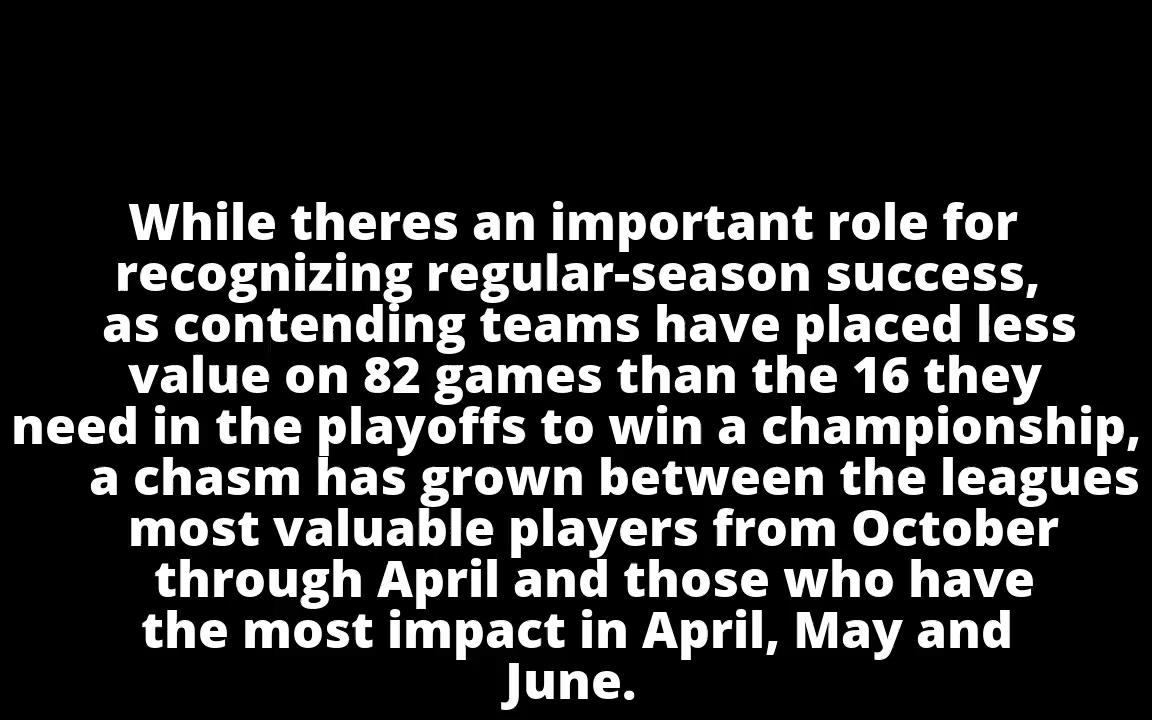 While theres an important role for
recognizing regular-season success,
as contending teams have placed less
value on 82 games than the 16 they
need in the playoffs to win a championship,
a chasm has grown between the leagues
most valuable players from October
through April and those who have
the most impact in April, May and
June.